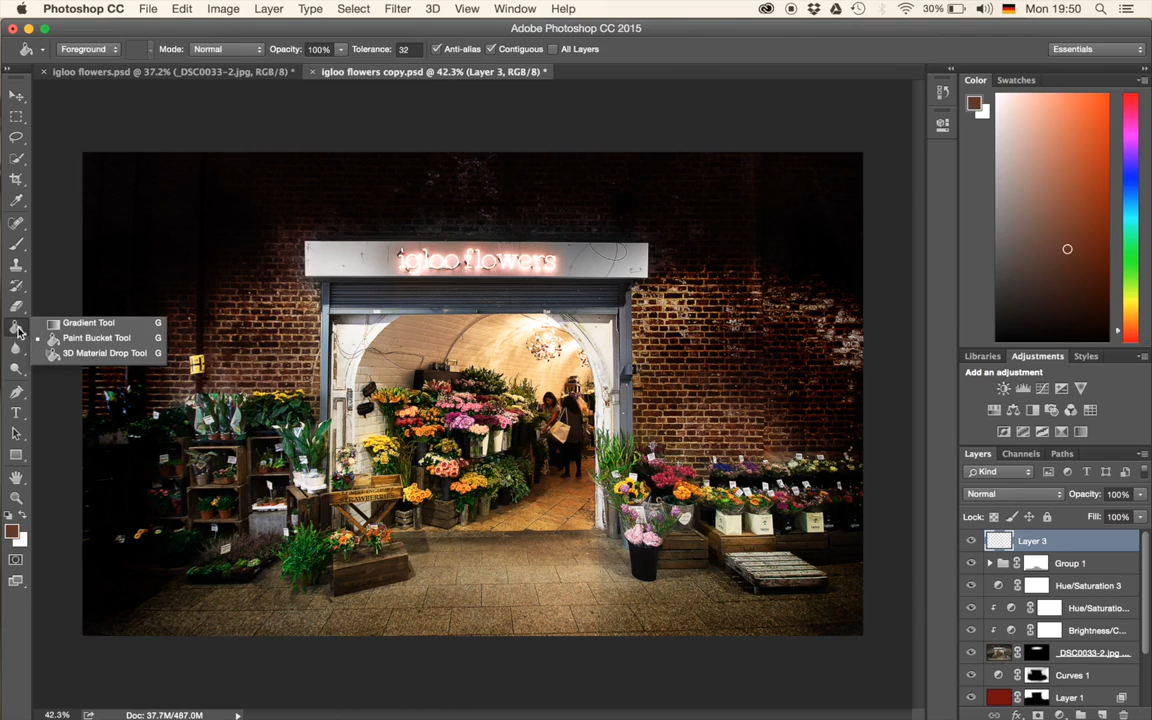 Photoshop CC File Edit Image Layer Type Select Filter 3D View Window Help 30% Mon 19:50
Adobe Photoshop CC 2015
Foreground Mode: Normal Opacity: 100% Tolerance: 32 Anti-alias Contiguous All Layers Essentials
igloo flowers.psd @ 37.2% (_DSC0033-2.jpg, RGB/8) * igloo flowers copy.psd @ 42.3% (Layer 3, RGB/8) *
Color Swatches
igloo flowers
Gradient Tool G
Paint Bucket Tool G
3D Material Drop Tool G
Libraries Adjustments Styles
Add an adjustment
Layers Channels Paths
Kind
Normal Opacity: 100%
Lock: Fill: 100%
Layer 3
Group 1
Hue/Saturation 3
Hue/Saturatio...
Brightness/C...
_DSC0033-2.jpg ...
Curves 1
Layer 1
42.3% Doc: 37.7M/487.0M